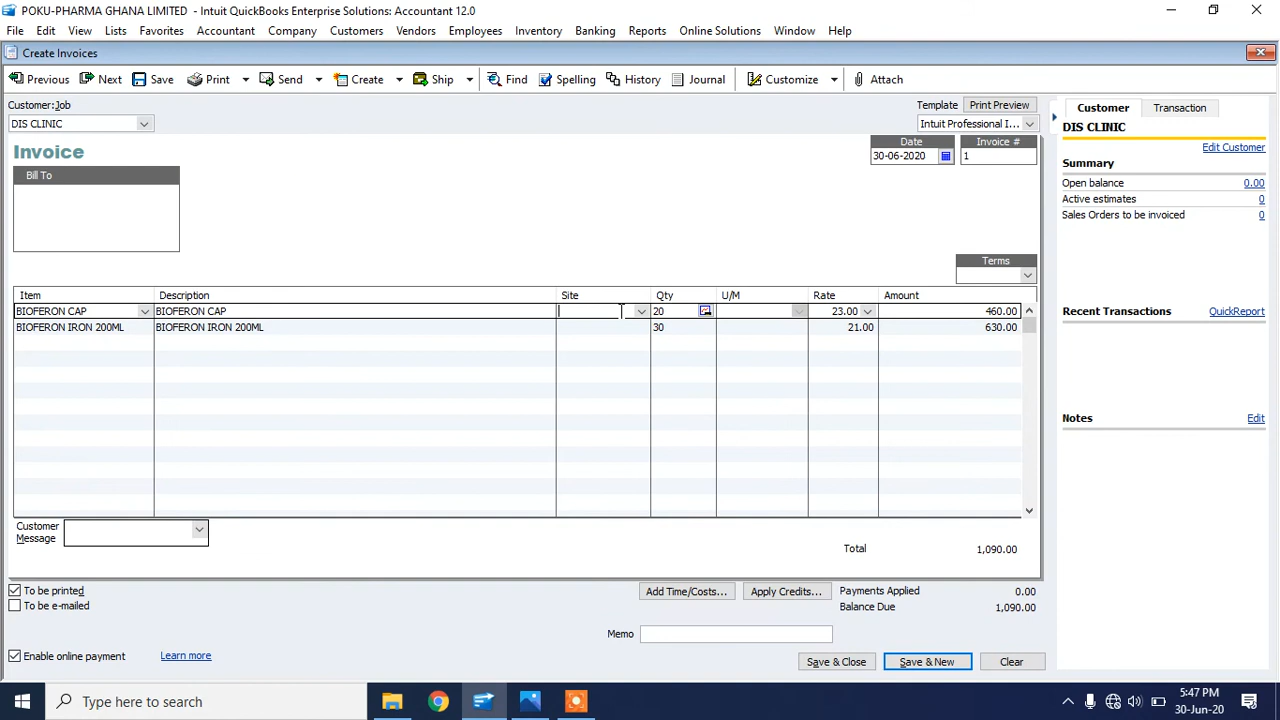 POKU-PHARMA GHANA LIMITED - Intuit QuickBooks Enterprise Solutions: Accountant 12.0
File Edit View Lists Favorites Accountant Company Customers Vendors Employees Inventory Banking Reports Online Solutions Window Help
Create Invoices
Previous Next Save Print Send Create Ship Find Spelling History Journal Customize Attach
Customer:Job
Template Print Preview
DIS CLINIC
Intuit Professional I...
Customer Transaction
DIS CLINIC
Edit Customer
Invoice
Date Invoice #
30-06-2020 1
Bill To
Summary
Open balance 0.00
Active estimates 0
Sales Orders to be invoiced 0
Terms
Item Description Site Qty U/M Rate Amount
BIOFERON CAP BIOFERON CAP 20 23.00 460.00
BIOFERON IRON 200ML BIOFERON IRON 200ML 30 21.00 630.00
Recent Transactions QuickReport
Notes Edit
Customer
Message
Total 1,090.00
To be printed
To be e-mailed
Add Time/Costs... Apply Credits...
Payments Applied 0.00
Balance Due 1,090.00
Memo
Enable online payment Learn more
Save & Close Save & New Clear
Type here to search
5:47 PM
30-Jun-20